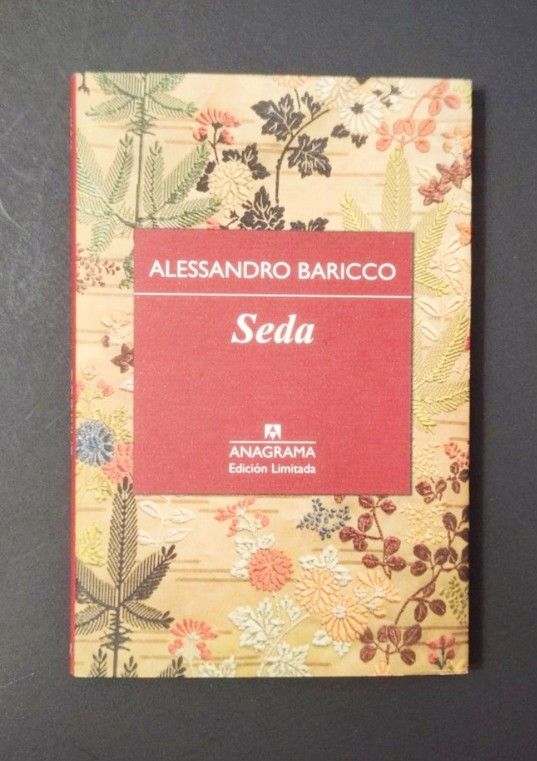 ALESSANDRO BARICCO
Seda
ANAGRAMA
Edición Limitada